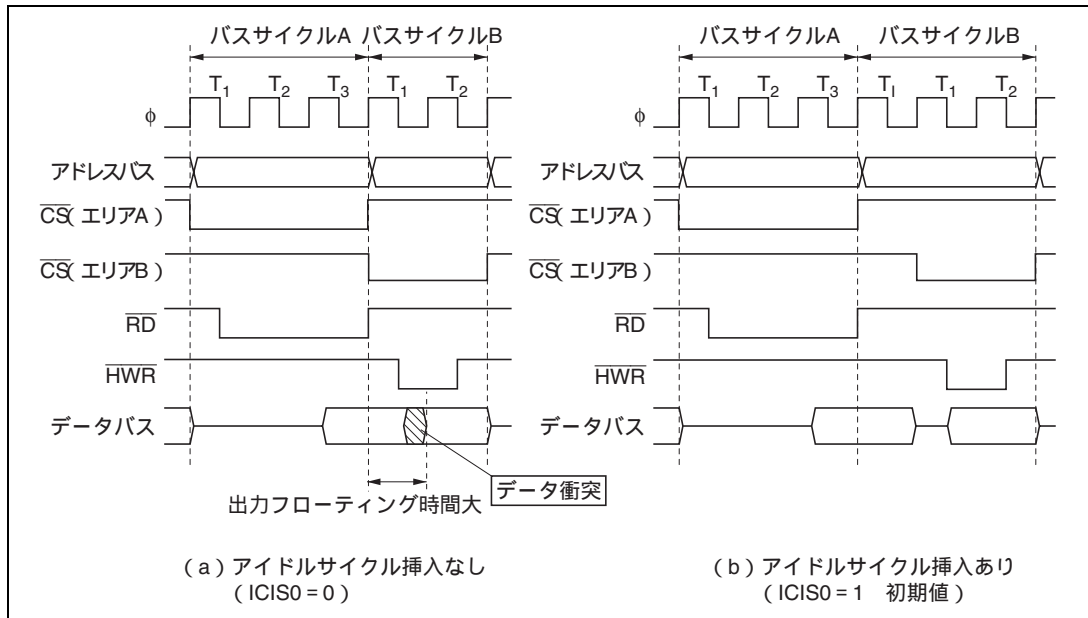 バスサイクルA バスサイクルB
T1 T2 T3 T1 T2
φ
アドレスバス
CS(エリアA)
CS(エリアB)
RD
HWR
データバス
データ衝突
出力フローティング時間大
(a)アイドルサイクル挿入なし
(ICIS0=0)
バスサイクルA バスサイクルB
T1 T2 T3 TI T1 T2
φ
アドレスバス
CS(エリアA)
CS(エリアB)
RD
HWR
データバス
(b)アイドルサイクル挿入あり
(ICIS0=1 初期値)